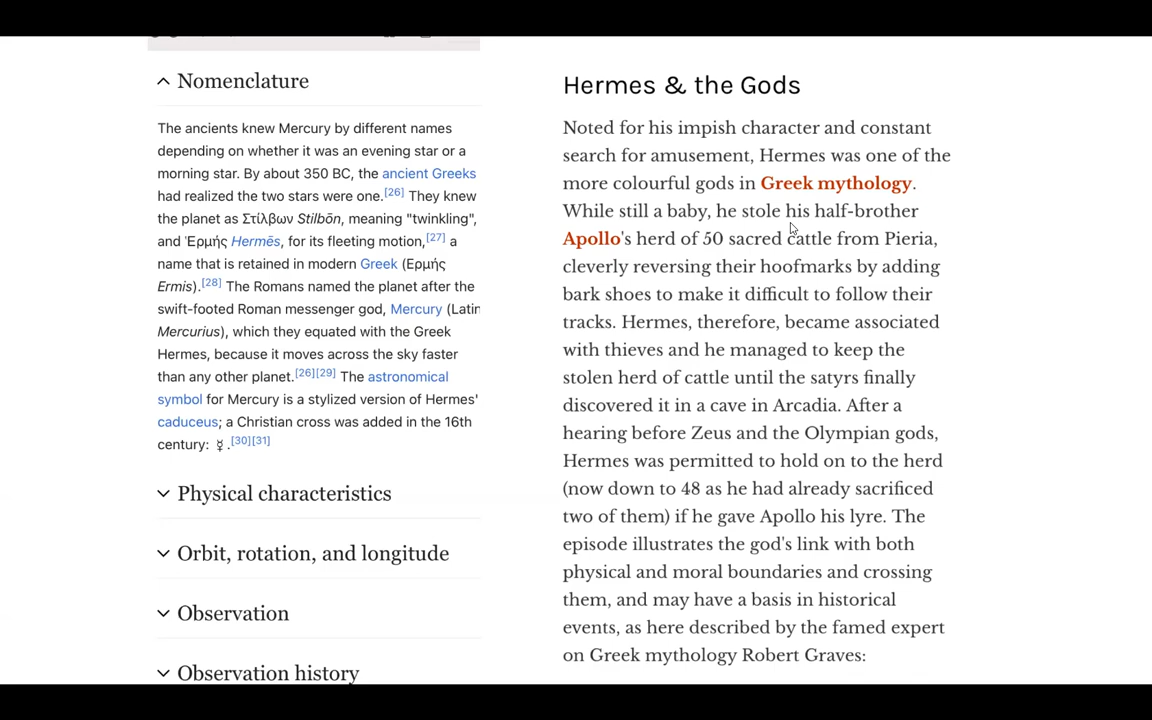 Nomenclature
The ancients knew Mercury by different names
depending on whether it was an evening star or a
morning star. By about 350 BC, the ancient Greeks
had realized the two stars were one.[26] They knew
the planet as Στίλβων Stilbōn, meaning "twinkling",
and Ἑρμής Hermēs, for its fleeting motion,[27] a
name that is retained in modern Greek (Ερμής
Ermis).[28] The Romans named the planet after the
swift-footed Roman messenger god, Mercury (Latin
Mercurius), which they equated with the Greek
Hermes, because it moves across the sky faster
than any other planet.[26][29] The astronomical
symbol for Mercury is a stylized version of Hermes'
caduceus; a Christian cross was added in the 16th
century: ☿.[30][31]
Physical characteristics
Orbit, rotation, and longitude
Observation
Observation history
Hermes & the Gods
Noted for his impish character and constant
search for amusement, Hermes was one of the
more colourful gods in Greek mythology.
While still a baby, he stole his half-brother
Apollo's herd of 50 sacred cattle from Pieria,
cleverly reversing their hoofmarks by adding
bark shoes to make it difficult to follow their
tracks. Hermes, therefore, became associated
with thieves and he managed to keep the
stolen herd of cattle until the satyrs finally
discovered it in a cave in Arcadia. After a
hearing before Zeus and the Olympian gods,
Hermes was permitted to hold on to the herd
(now down to 48 as he had already sacrificed
two of them) if he gave Apollo his lyre. The
episode illustrates the god's link with both
physical and moral boundaries and crossing
them, and may have a basis in historical
events, as here described by the famed expert
on Greek mythology Robert Graves: